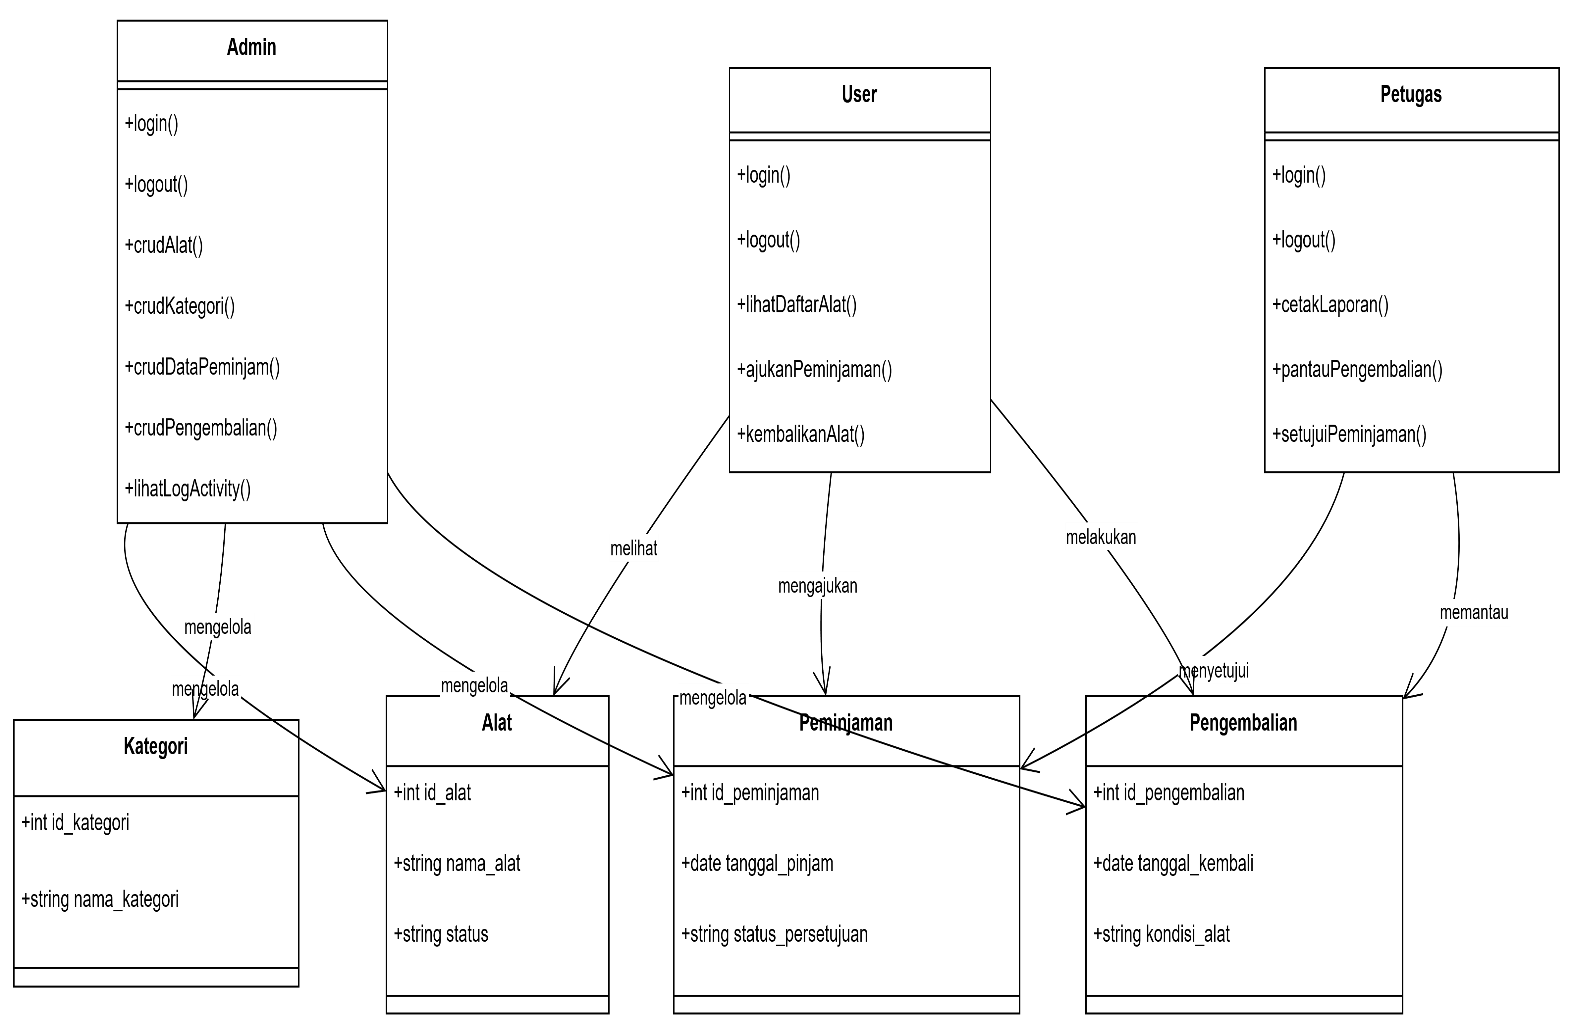 Admin
+login()
+logout()
+crudAlat()
+crudKategori()
+crudDataPeminjam()
+crudPengembalian()
+lihatLogActivity()
User
+login()
+logout()
+lihatDaftarAlat()
+ajukanPeminjaman()
+kembalikanAlat()
Petugas
+login()
+logout()
+cetakLaporan()
+pantauPengembalian()
+setujuiPeminjaman()
melihat
mengajukan
melakukan
memantau
mengelola
mengelola
mengelola
mengelola
menyetujui
Kategori
+int id_kategori
+string nama_kategori
Alat
+int id_alat
+string nama_alat
+string status
Peminjaman
+int id_peminjaman
+date tanggal_pinjam
+string status_persetujuan
Pengembalian
+int id_pengembalian
+date tanggal_kembali
+string kondisi_alat